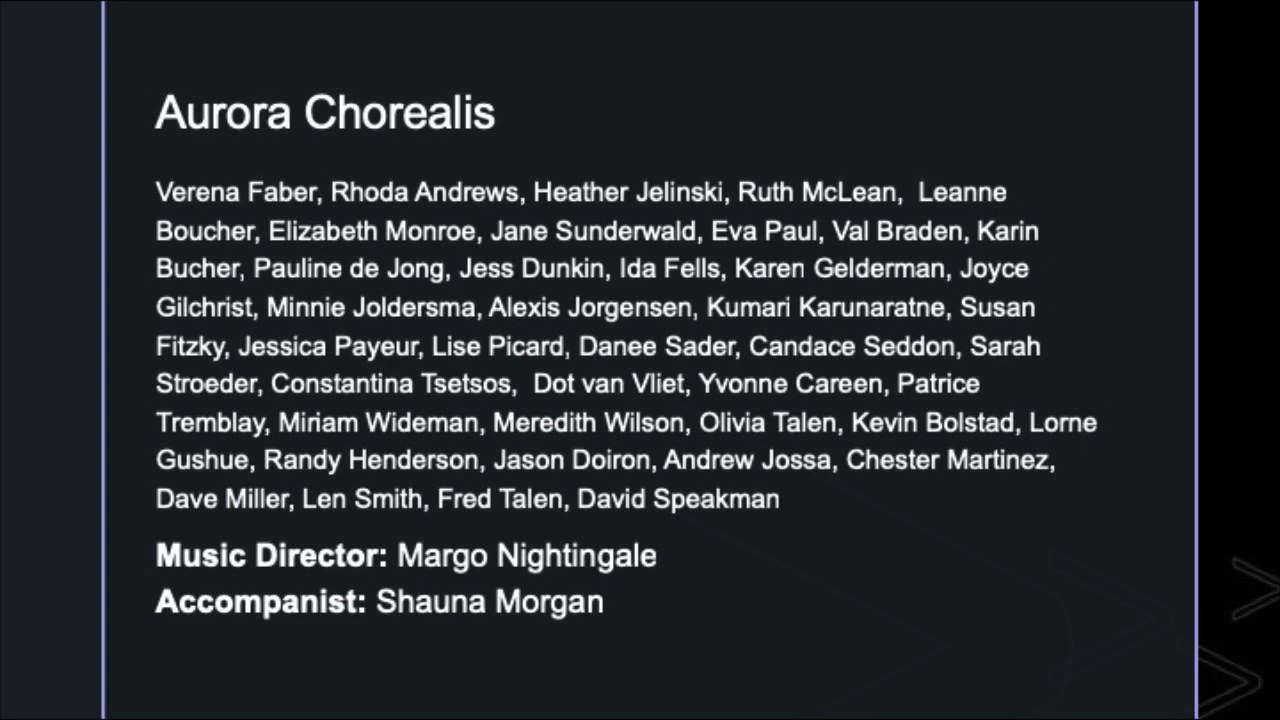 Aurora Chorealis
Verena Faber, Rhoda Andrews, Heather Jelinski, Ruth McLean,  Leanne
Boucher, Elizabeth Monroe, Jane Sunderwald, Eva Paul, Val Braden, Karin
Bucher, Pauline de Jong, Jess Dunkin, Ida Fells, Karen Gelderman, Joyce
Gilchrist, Minnie Joldersma, Alexis Jorgensen, Kumari Karunaratne, Susan
Fitzky, Jessica Payeur, Lise Picard, Danee Sader, Candace Seddon, Sarah
Stroeder, Constantina Tsetsos,  Dot van Vliet, Yvonne Careen, Patrice
Tremblay, Miriam Wideman, Meredith Wilson, Olivia Talen, Kevin Bolstad, Lorne
Gushue, Randy Henderson, Jason Doiron, Andrew Jossa, Chester Martinez,
Dave Miller, Len Smith, Fred Talen, David Speakman
Music Director: Margo Nightingale
Accompanist: Shauna Morgan